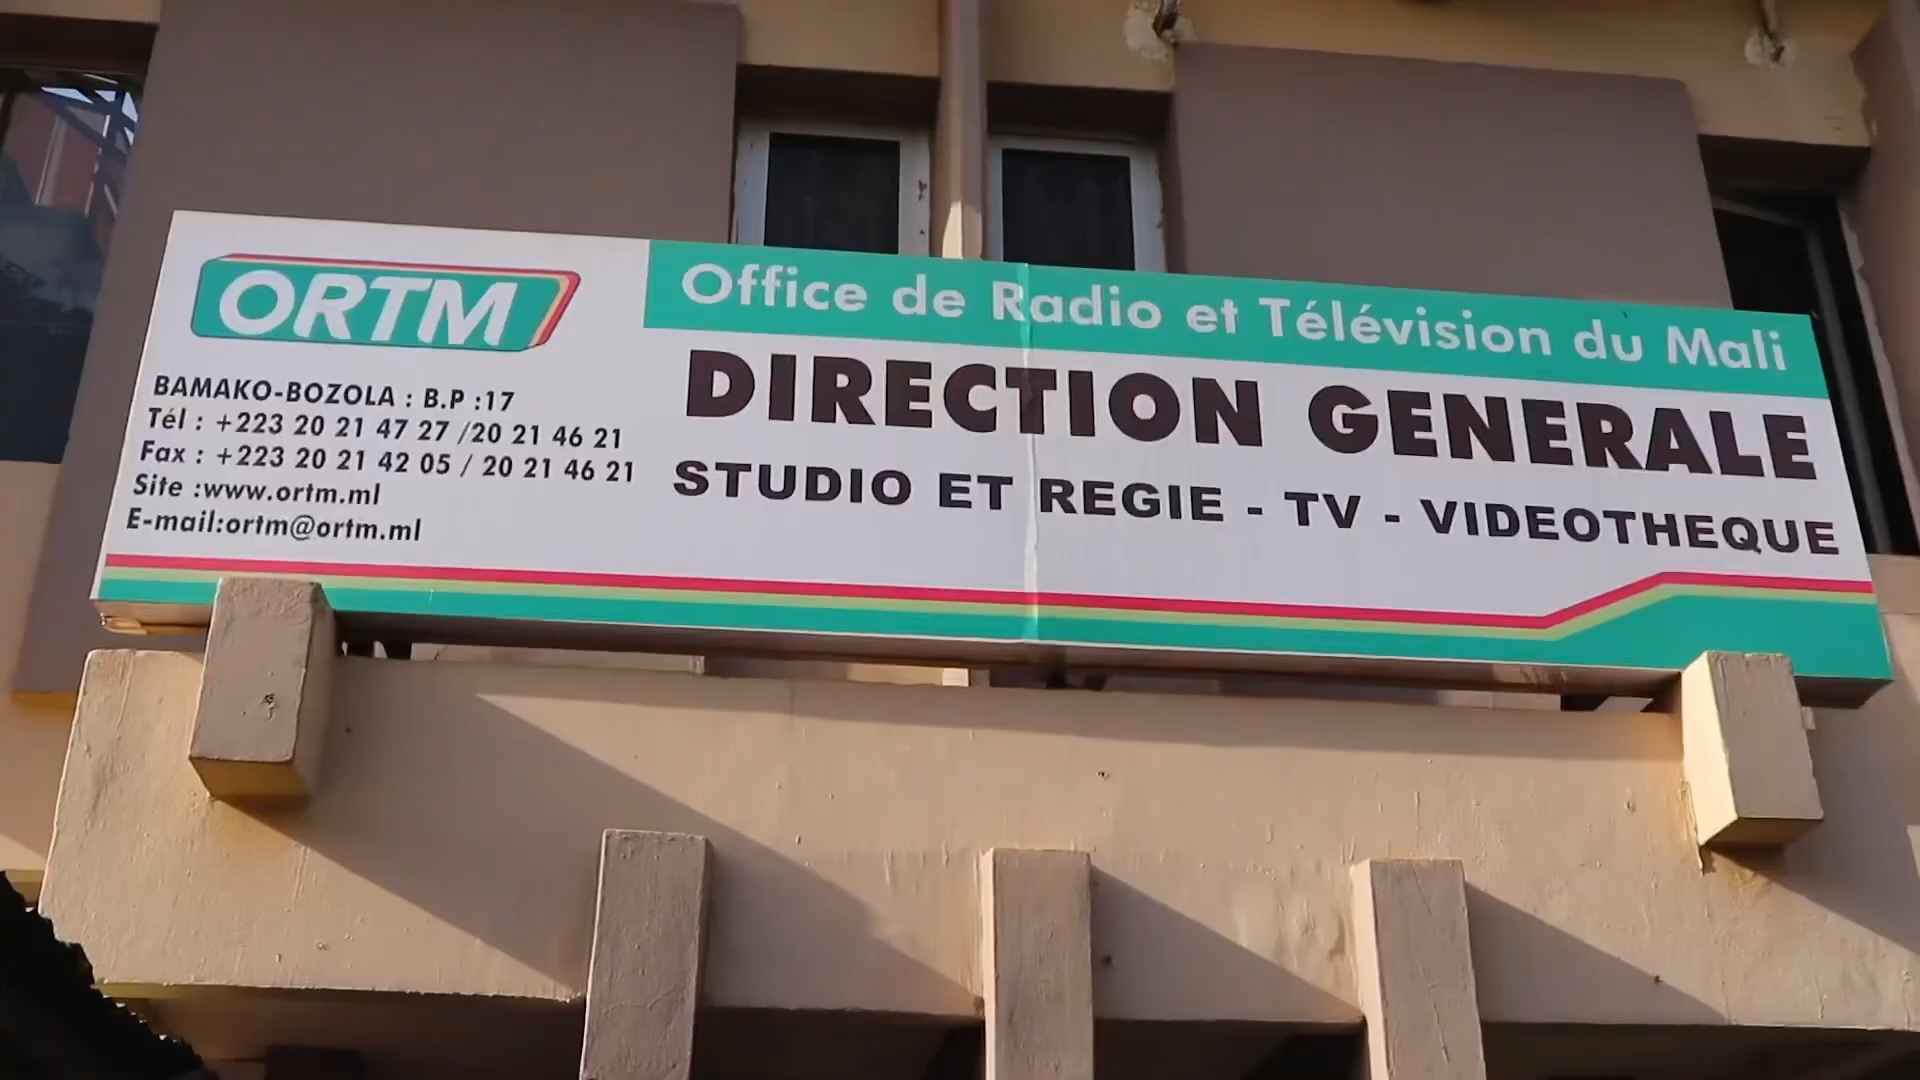 ORTM
BAMAKO-BOZOLA : B.P :17
Tél : +223 20 21 47 27 /20 21 46 21
Fax : +223 20 21 42 05 / 20 21 46 21
Site :www.ortm.ml
E-mail:ortm@ortm.ml
Office de Radio et Télévision du Mali
DIRECTION GENERALE
STUDIO ET REGIE - TV - VIDEOTHEQUE